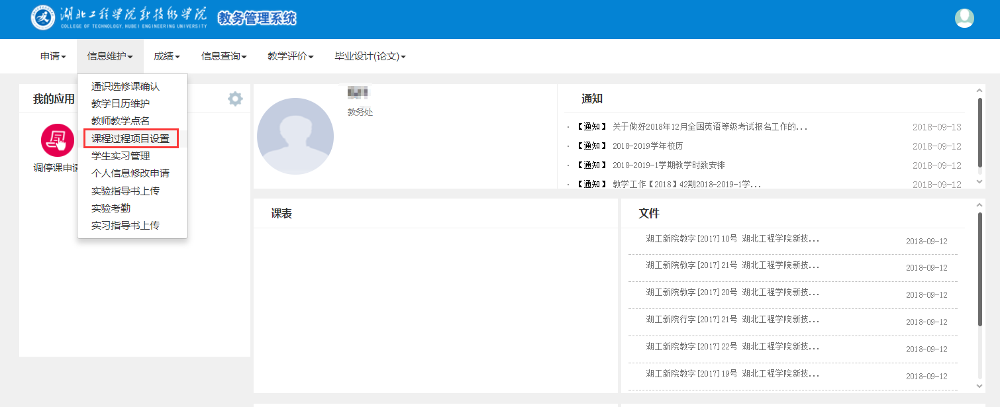 湖北工程学院新技术学院 教务管理系统
COLLEGE OF TECHNOLOGY, HUBEI ENGINEERING UNIVERSITY
申请 信息维护 成绩 信息查询 教学评价 毕业设计(论文)
通识选修课确认
教学日历维护
教师教学点名
课程过程项目设置
学生实习管理
个人信息修改申请
实验指导书上传
实验考勤
实习指导书上传
我的应用
调停课申请
教务处
通知
· 【通知】 关于做好2018年12月全国英语等级考试报名工作的... 2018-09-13
· 【通知】 2018-2019学年校历 2018-09-12
· 【通知】 2018-2019-1学期教学时数安排 2018-09-12
· 【通知】 教学工作【2018】42期2018-2019-1学... 2018-09-12
课表
文件
湖工新院教字[2017]10号 湖北工程学院新技... 2018-09-12
湖工新院教字[2017]21号 湖北工程学院新技... 2018-09-12
湖工新院教字[2017]20号 湖北工程学院新技... 2018-09-12
湖工新院行字[2017]21号 湖北工程学院新技... 2018-09-12
湖工新院教字[2017]22号 湖北工程学院新技... 2018-09-12
湖工新院教字[2017]19号 湖北工程学院新技... 2018-09-12